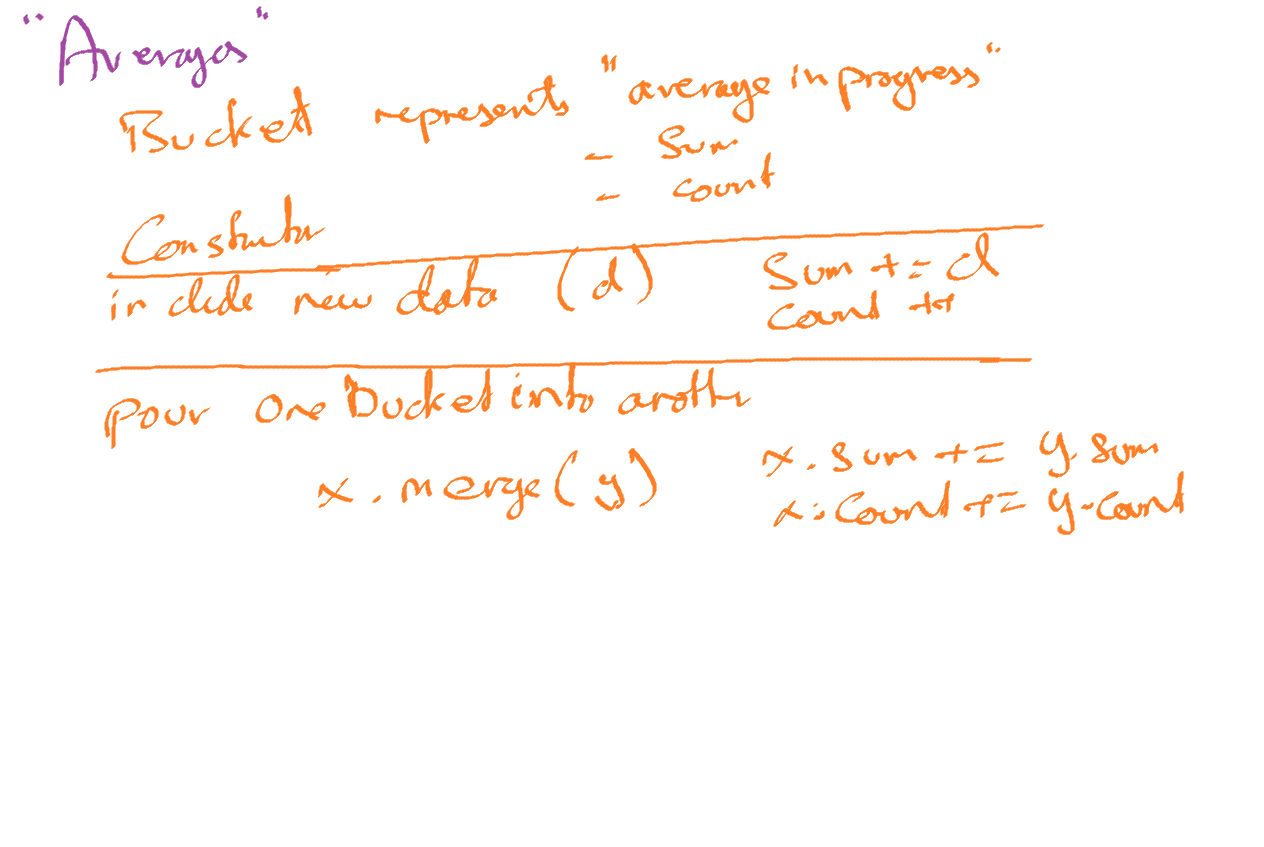 "Averages"
Bucket represents "average in progress"
- Sum
- count
Constructor
include new data (d) Sum += d
count ++
pour one bucket into another
x.merge(y) x.sum += y.sum
x.count += y.count